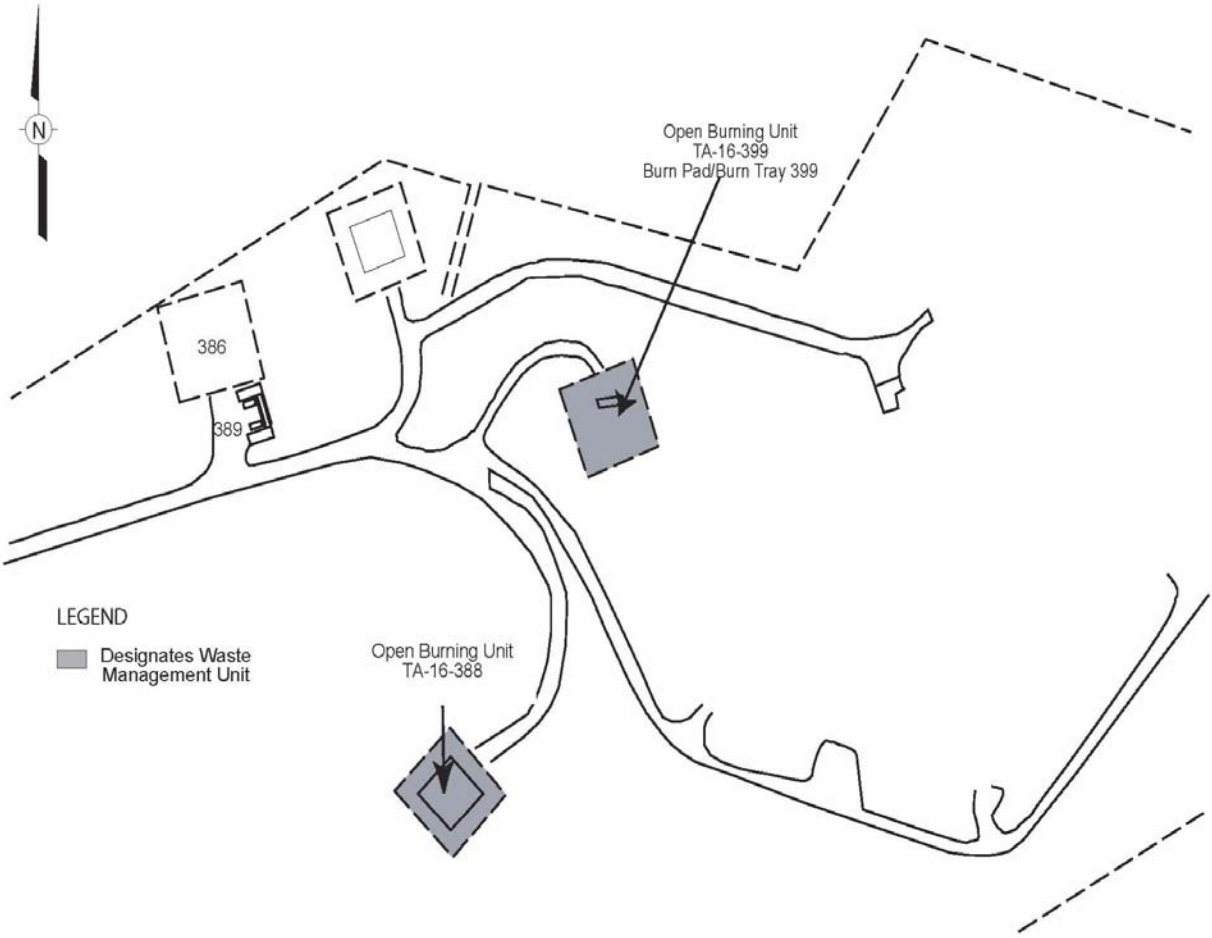 N
Open Burning Unit
TA-16-399
Burn Pad/Burn Tray 399
386
389
LEGEND
Designates Waste
Management Unit
Open Burning Unit
TA-16-388